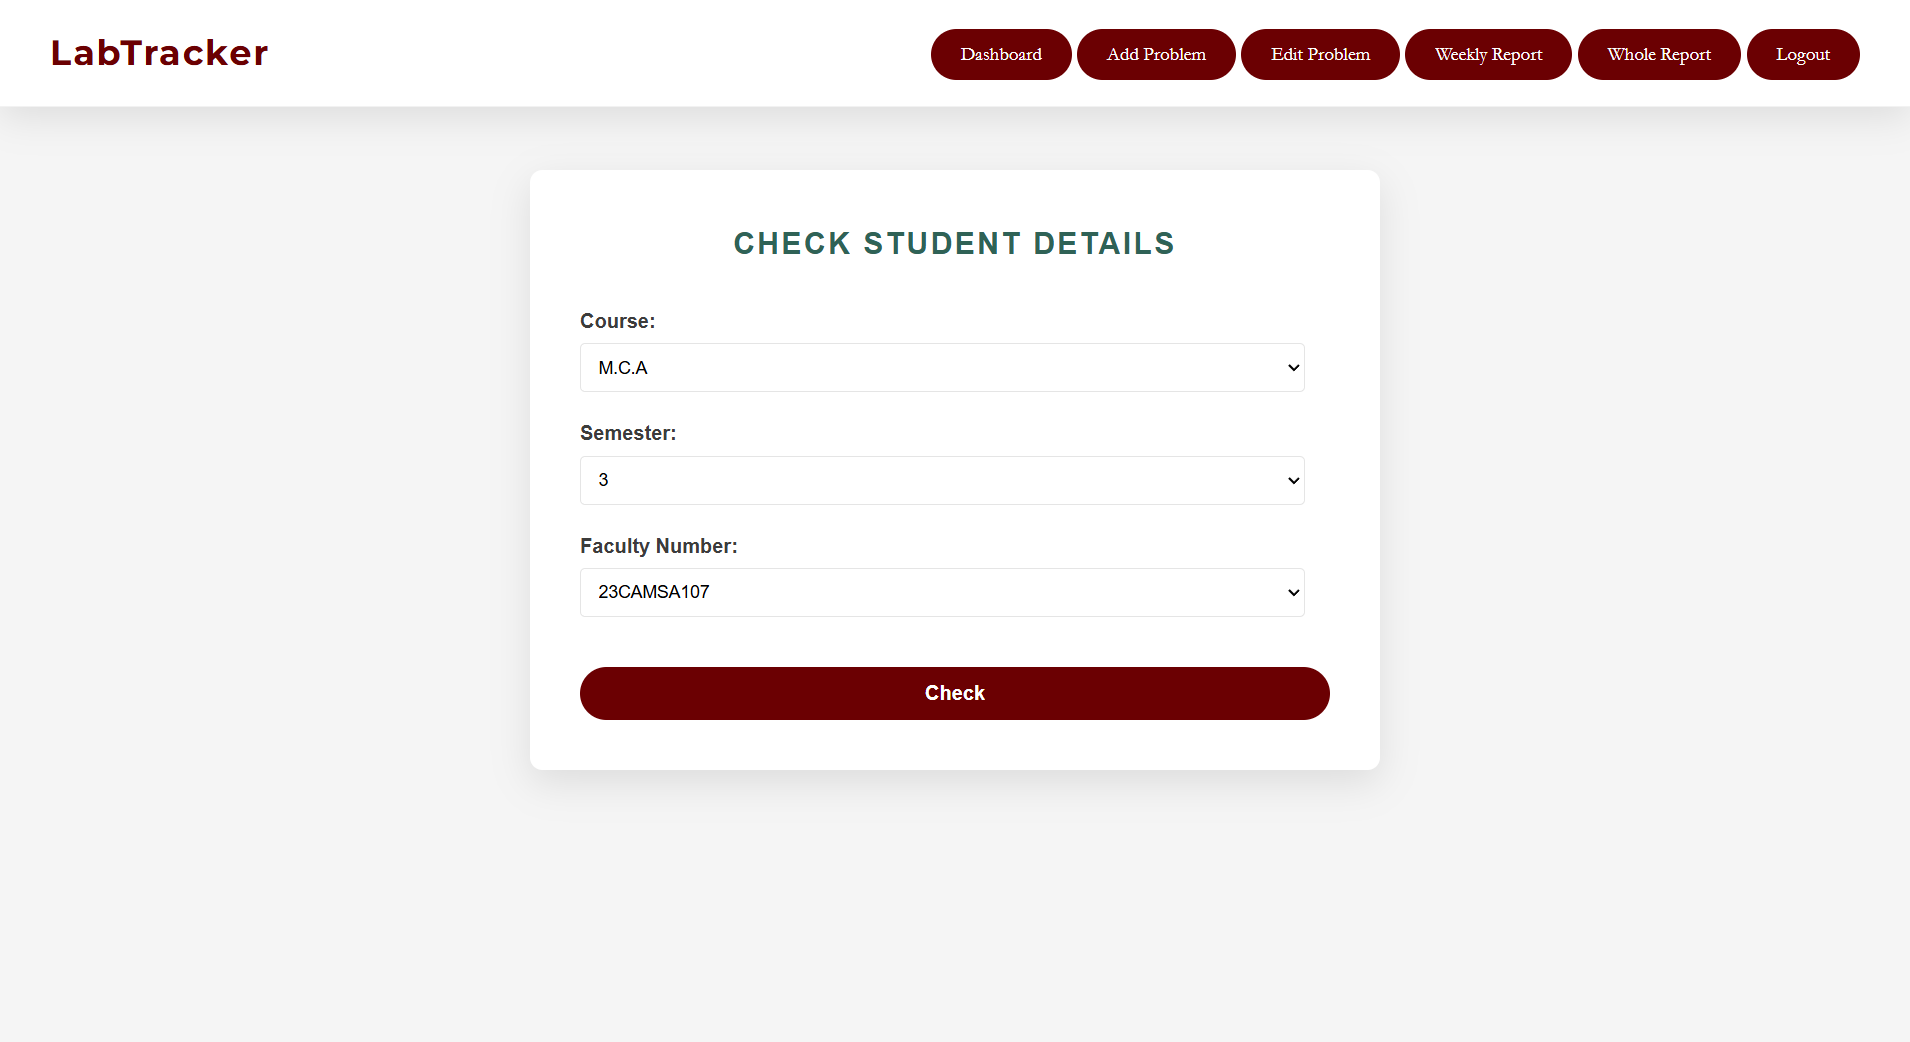 LabTracker
Dashboard Add Problem Edit Problem Weekly Report Whole Report Logout
CHECK STUDENT DETAILS
Course:
M.C.A
Semester:
3
Faculty Number:
23CAMSA107
Check